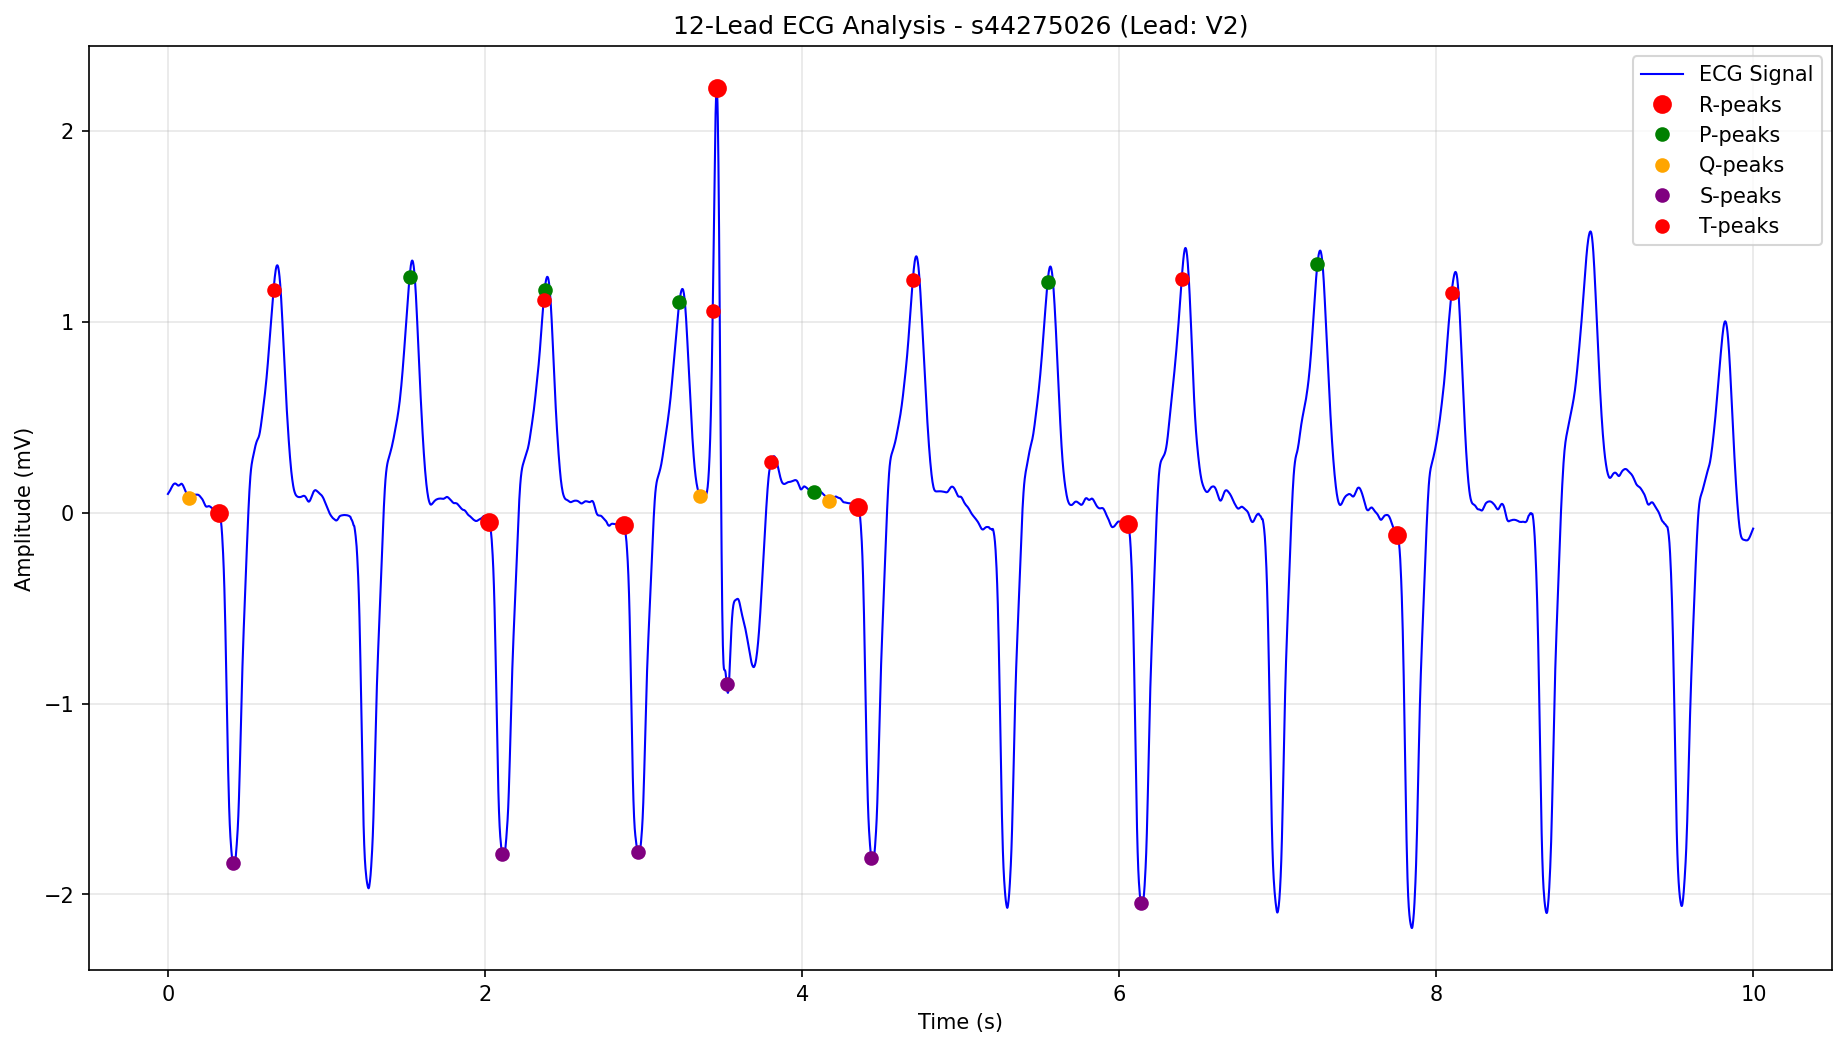 12-Lead ECG Analysis - s44275026 (Lead: V2)
ECG Signal
R-peaks
P-peaks
Q-peaks
S-peaks
T-peaks
Amplitude (mV)
2
1
0
−1
−2
0 2 4 6 8 10
Time (s)